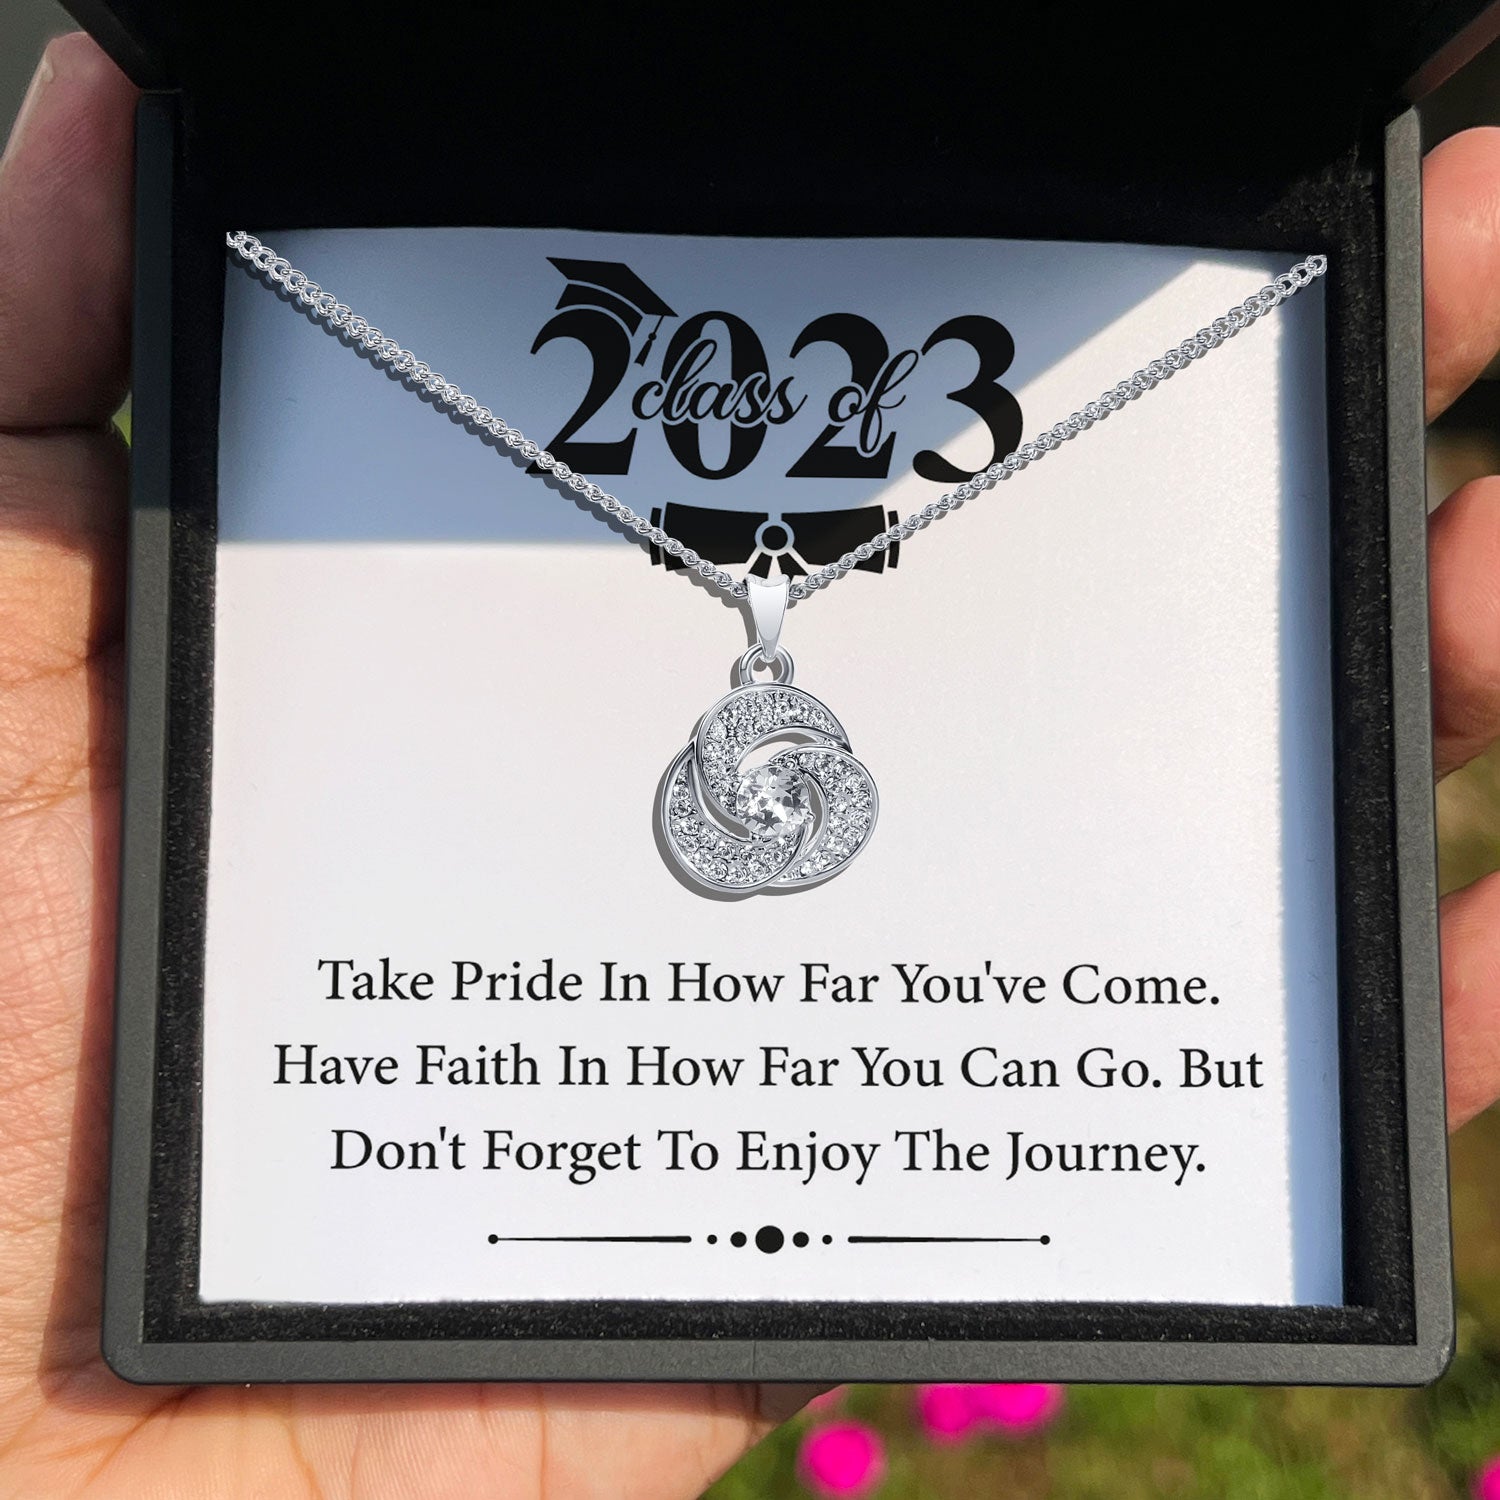 2023
class of
Take Pride In How Far You've Come.
Have Faith In How Far You Can Go. But
Don't Forget To Enjoy The Journey.